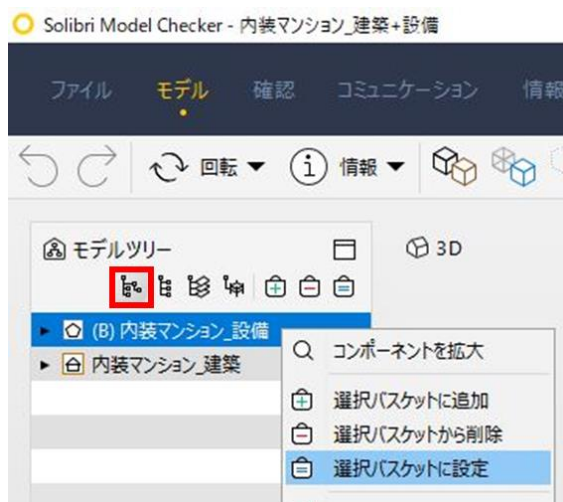 Solibri Model Checker - 内装マンション_建築+設備
ファイル モデル 確認 コミュニケーション 情報
回転 情報
モデルツリー 3D
(B) 内装マンション_設備
内装マンション_建築
コンポーネントを拡大
選択バスケットに追加
選択バスケットから削除
選択バスケットに設定